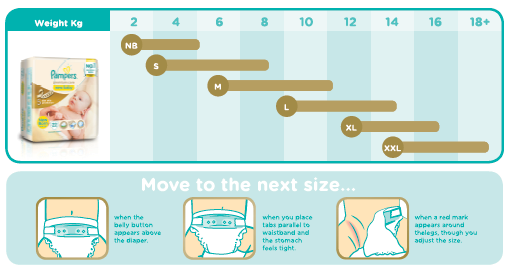 Weight Kg 2 4 6 8 10 12 14 16 18+
NB
S
M
L
XL
XXL
Pampers
Move to the next size...
when the
belly button
appears above
the diaper.
when you place
tabs parallel to
waistband and
the stomach
feels tight.
when a red mark
appears around
thelegs, though you
adjust the size.